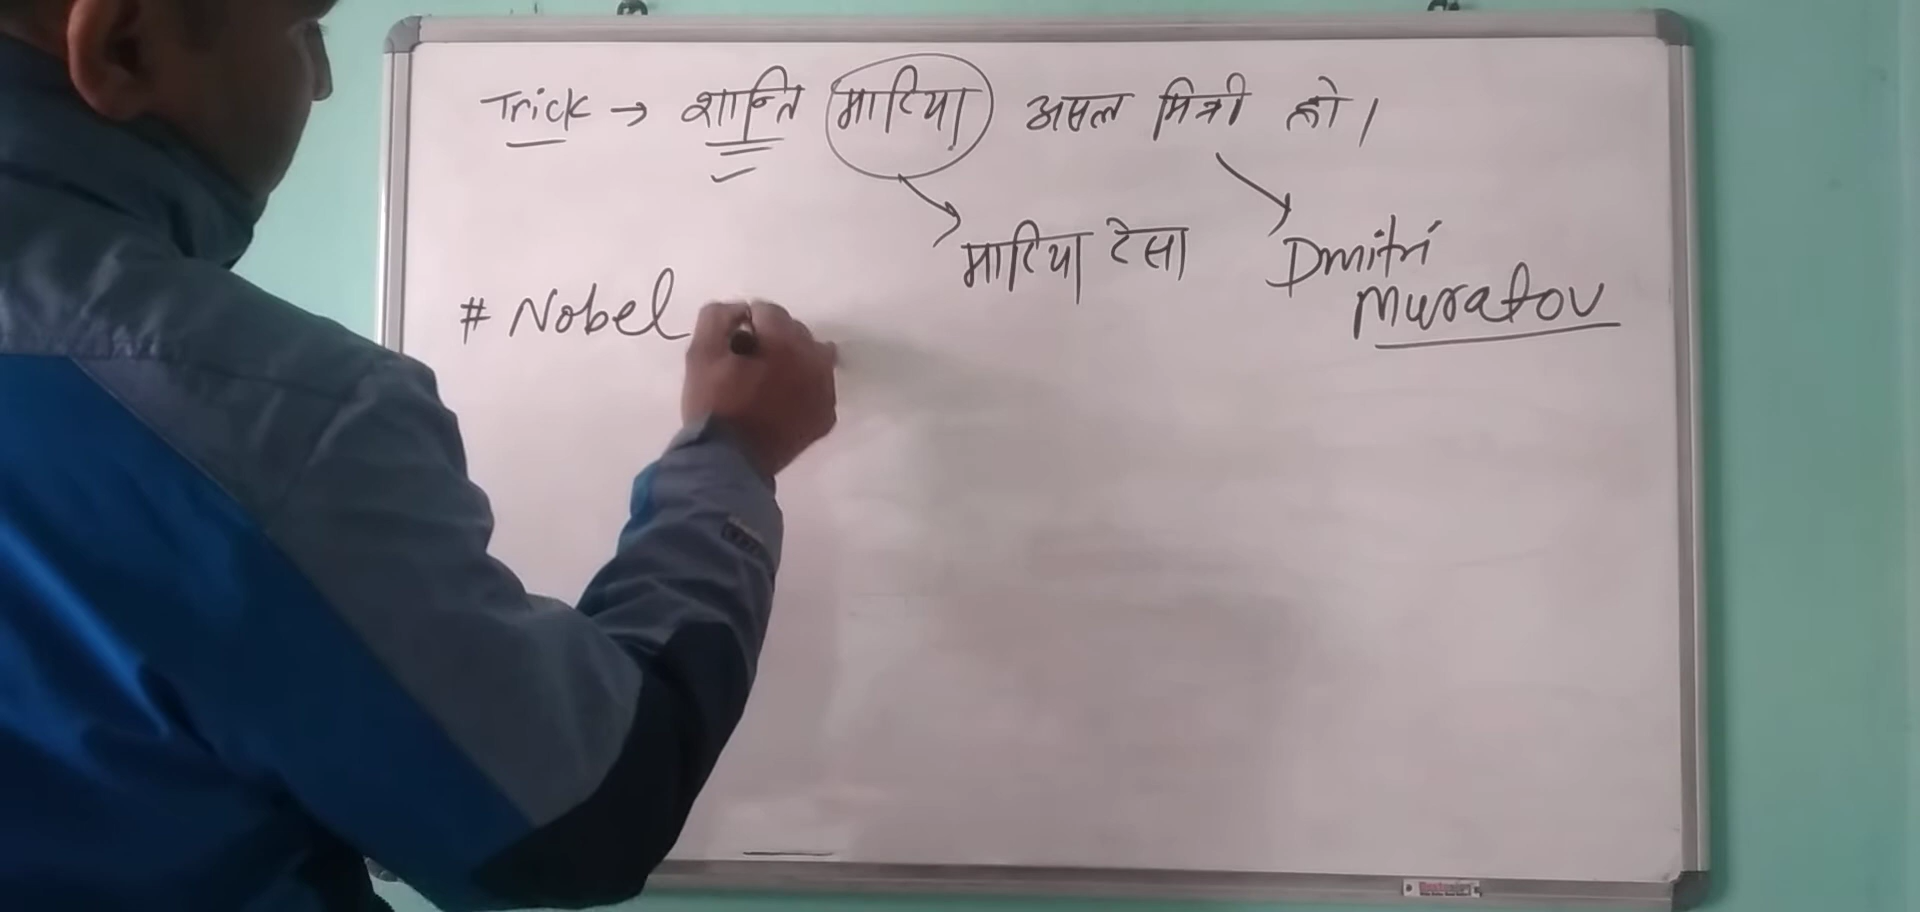 Trick → शान्ति मारिया असल मित्री हो।
मारिया रेसा
Dmitri
Muratov
# Nobel